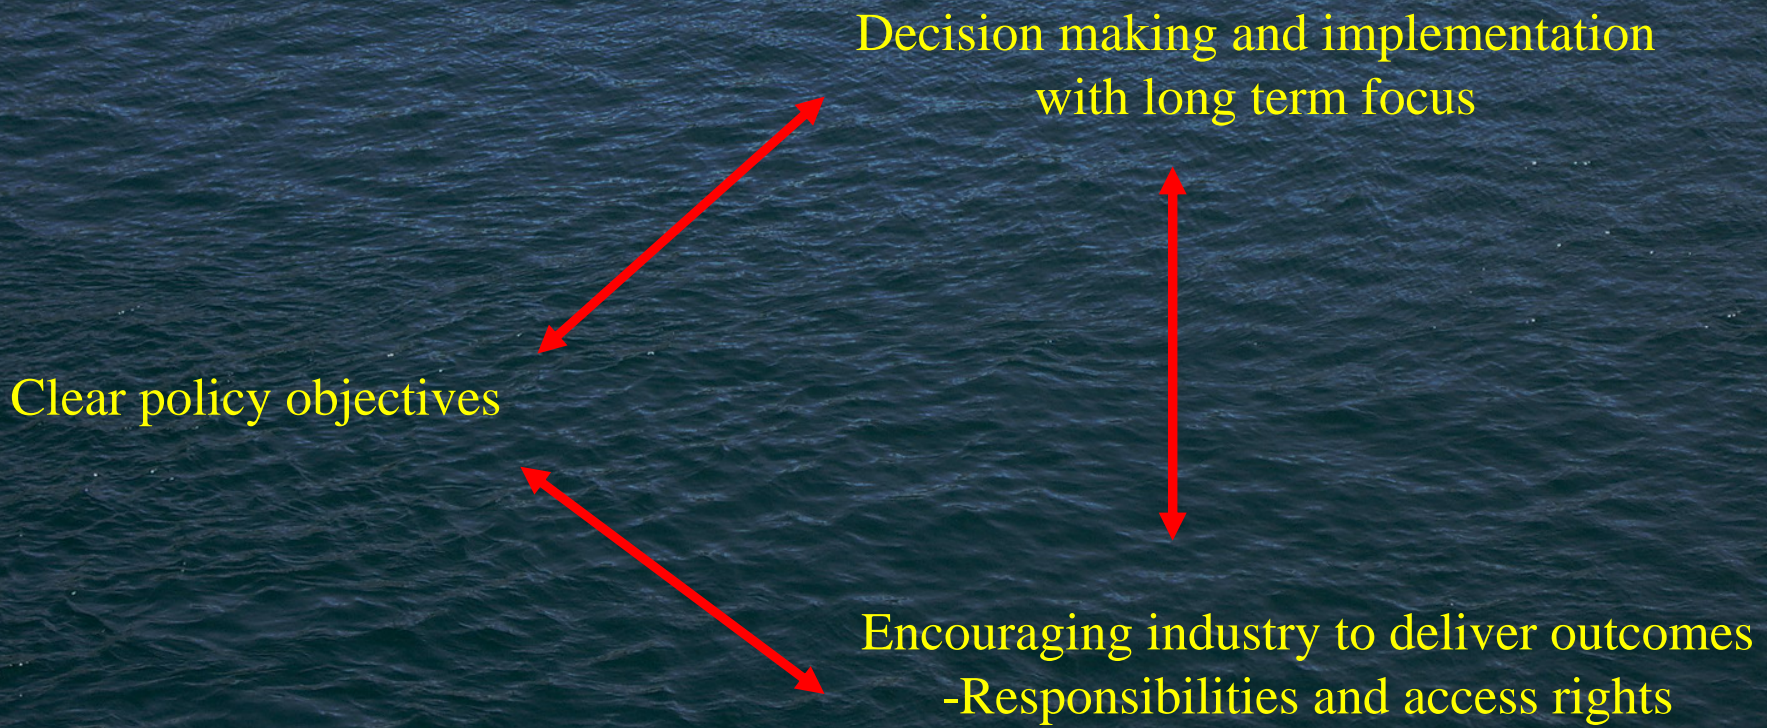 Decision making and implementation
with long term focus
Clear policy objectives
Encouraging industry to deliver outcomes
-Responsibilities and access rights